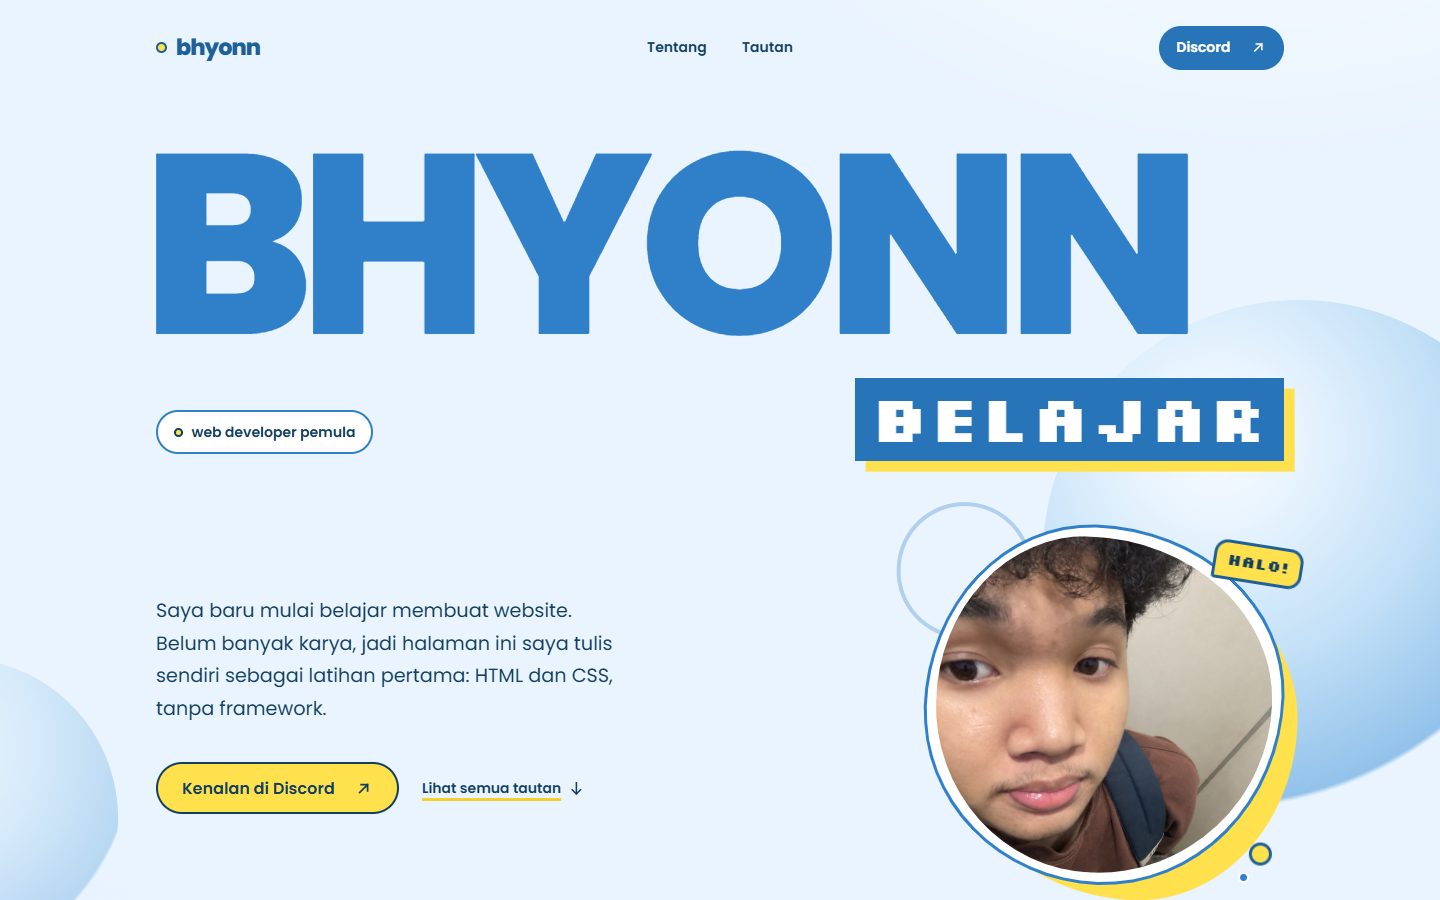 bhyonn
Tentang
Tautan
Discord
BHYONN
BELAJAR
web developer pemula
HALO!
Saya baru mulai belajar membuat website.
Belum banyak karya, jadi halaman ini saya tulis
sendiri sebagai latihan pertama: HTML dan CSS,
tanpa framework.
Kenalan di Discord
Lihat semua tautan